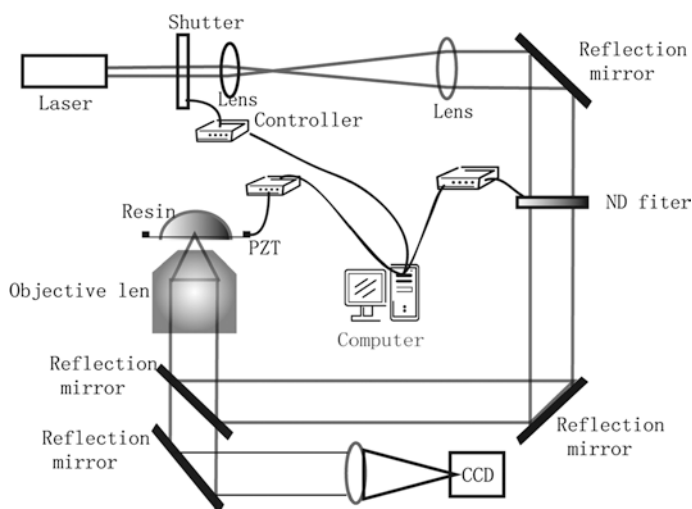 Shutter
Reflection
mirror
Laser
Lens
Lens
Controller
ND fiter
Resin
PZT
Objective len
Computer
Reflection
mirror
Reflection
mirror
Reflection
mirror
CCD